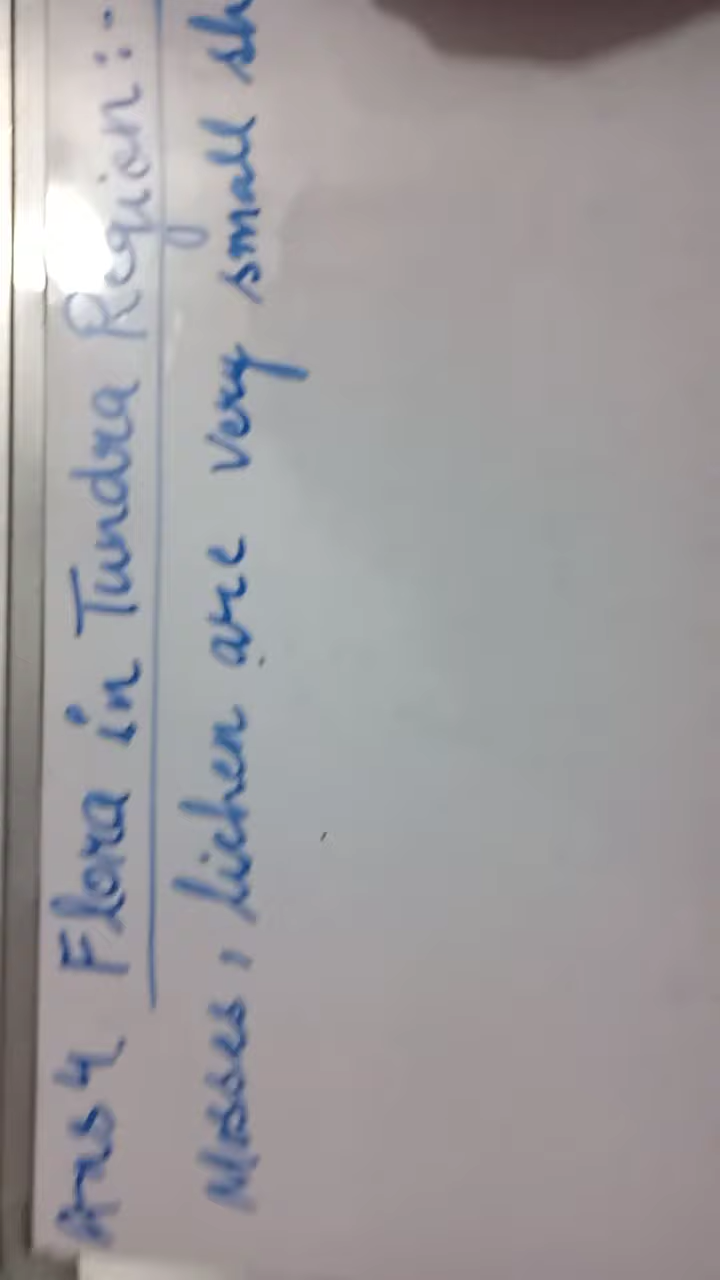 Ans 4 Flora in Tundra Region :-
Mosses, lichen are very small